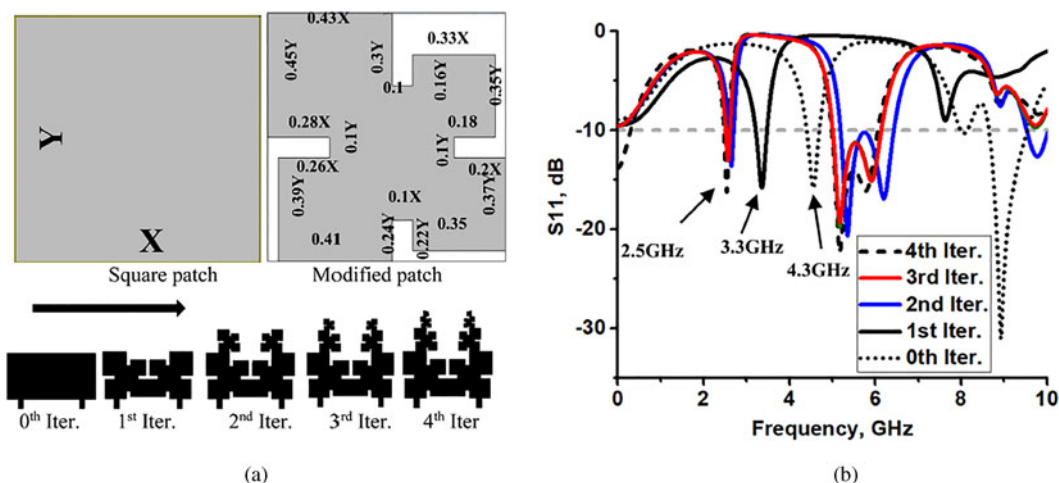 0.43X
0.33X
0.45Y
0.3Y
0.1
0.16Y
0.35Y
0.28X
0.18
0.1Y
0.1Y
0.26X
0.2X
0.39Y
0.1X
0.37Y
0.41
0.24Y
0.22Y
0.35
Y
X
Square patch
Modified patch
0th Iter.
1st Iter.
2nd Iter.
3rd Iter.
4th Iter
(a)
S11, dB
0
-10
-20
-30
2.5GHz
3.3GHz
4.3GHz
4th Iter.
3rd Iter.
2nd Iter.
1st Iter.
0th Iter.
0 2 4 6 8 10
Frequency, GHz
(b)